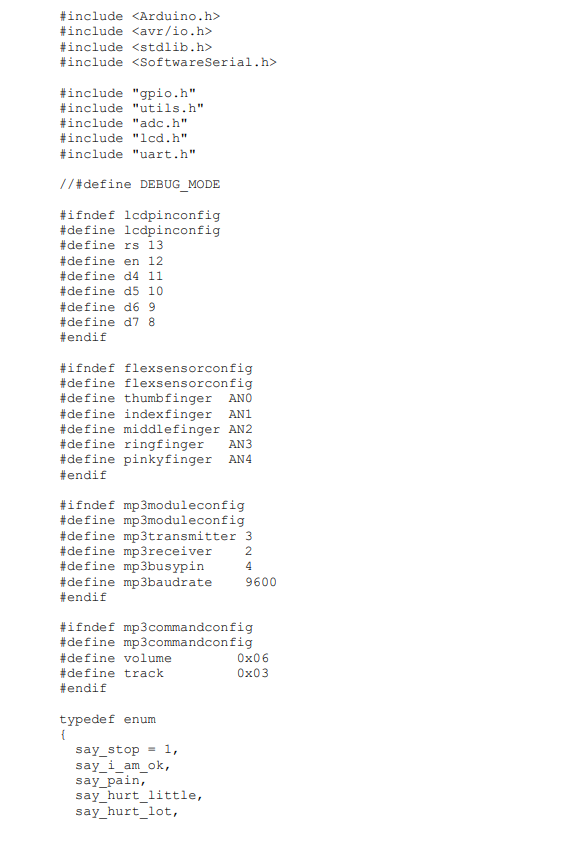 #include <Arduino.h>
#include <avr/io.h>
#include <stdlib.h>
#include <SoftwareSerial.h>
#include "gpio.h"
#include "utils.h"
#include "adc.h"
#include "lcd.h"
#include "uart.h"
//#define DEBUG_MODE
#ifndef lcdpinconfig
#define lcdpinconfig
#define rs 13
#define en 12
#define d4 11
#define d5 10
#define d6 9
#define d7 8
#endif
#ifndef flexsensorconfig
#define flexsensorconfig
#define thumbfinger  AN0
#define indexfinger  AN1
#define middlefinger AN2
#define ringfinger   AN3
#define pinkyfinger  AN4
#endif
#ifndef mp3moduleconfig
#define mp3moduleconfig
#define mp3transmitter 3
#define mp3receiver    2
#define mp3busypin     4
#define mp3baudrate    9600
#endif
#ifndef mp3commandconfig
#define mp3commandconfig
#define volume        0x06
#define track         0x03
#endif
typedef enum
{
  say_stop = 1,
  say_i_am_ok,
  say_pain,
  say_hurt_little,
  say_hurt_lot,